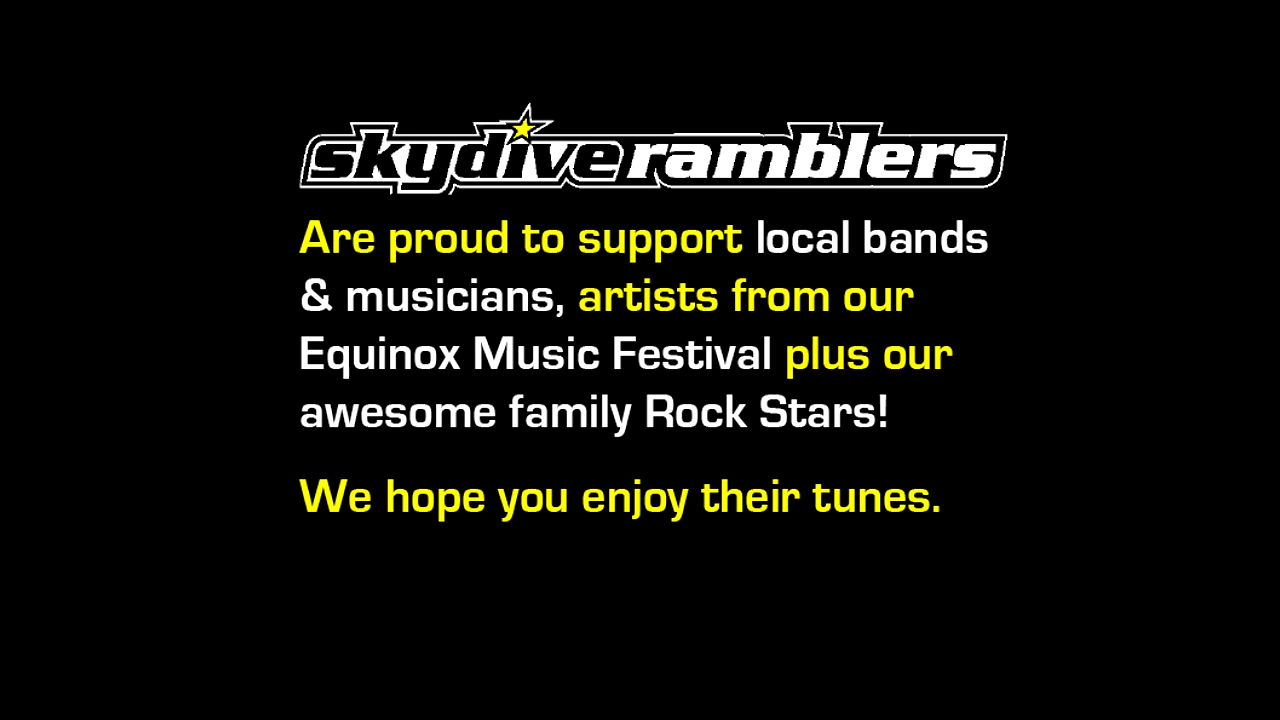 skydiveramblers
Are proud to support local bands
& musicians, artists from our
Equinox Music Festival plus our
awesome family Rock Stars!
We hope you enjoy their tunes.